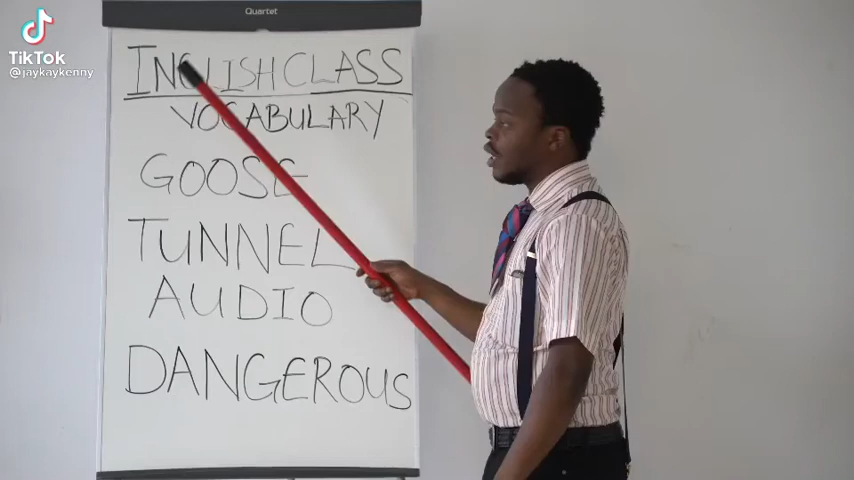 Quartet
TikTok
@jaykaykenny
INGLISH CLASS
VOCABULARY
GOOSE
TUNNEL
AUDIO
DANGEROUS